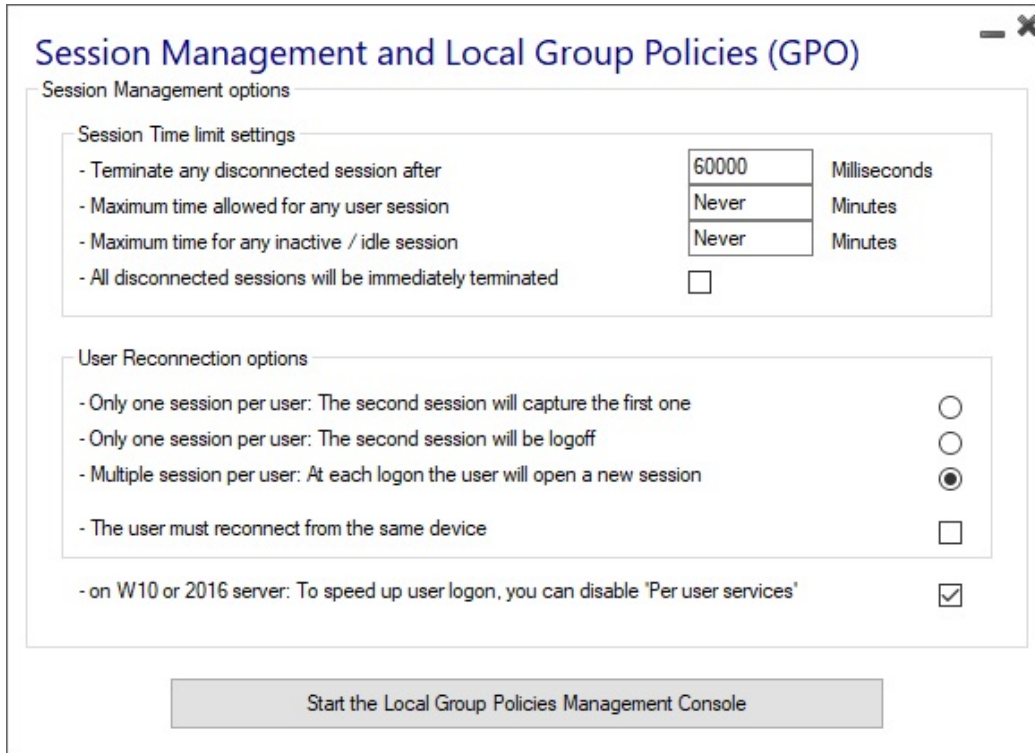 Session Management and Local Group Policies (GPO)
Session Management options
Session Time limit settings
- Terminate any disconnected session after 60000 Milliseconds
- Maximum time allowed for any user session Never Minutes
- Maximum time for any inactive / idle session Never Minutes
- All disconnected sessions will be immediately terminated
User Reconnection options
- Only one session per user: The second session will capture the first one
- Only one session per user: The second session will be logoff
- Multiple session per user: At each logon the user will open a new session
- The user must reconnect from the same device
- on W10 or 2016 server: To speed up user logon, you can disable 'Per user services'
Start the Local Group Policies Management Console